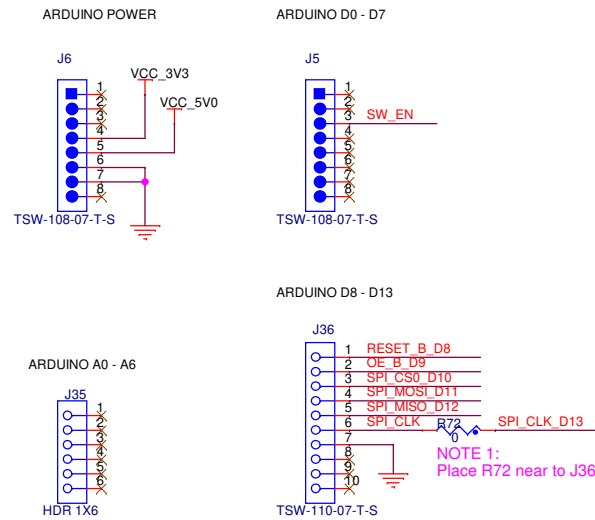 ARDUINO POWER
J6
VCC_3V3
VCC_5V0
1
2
3
4
5
6
7
8
TSW-108-07-T-S
ARDUINO D0 - D7
J5
1
2
3
4
5
6
7
8
SW_EN
TSW-108-07-T-S
ARDUINO A0 - A6
J35
1
2
3
4
5
6
HDR 1X6
ARDUINO D8 - D13
J36
1 RESET_B_D8
2 OE_B_D9
3 SPI_CS0_D10
4 SPI_MOSI_D11
5 SPI_MISO_D12
6 SPI_CLK R72 SPI_CLK_D13
0
7
8
9
10
NOTE 1:
Place R72 near to J36
TSW-110-07-T-S